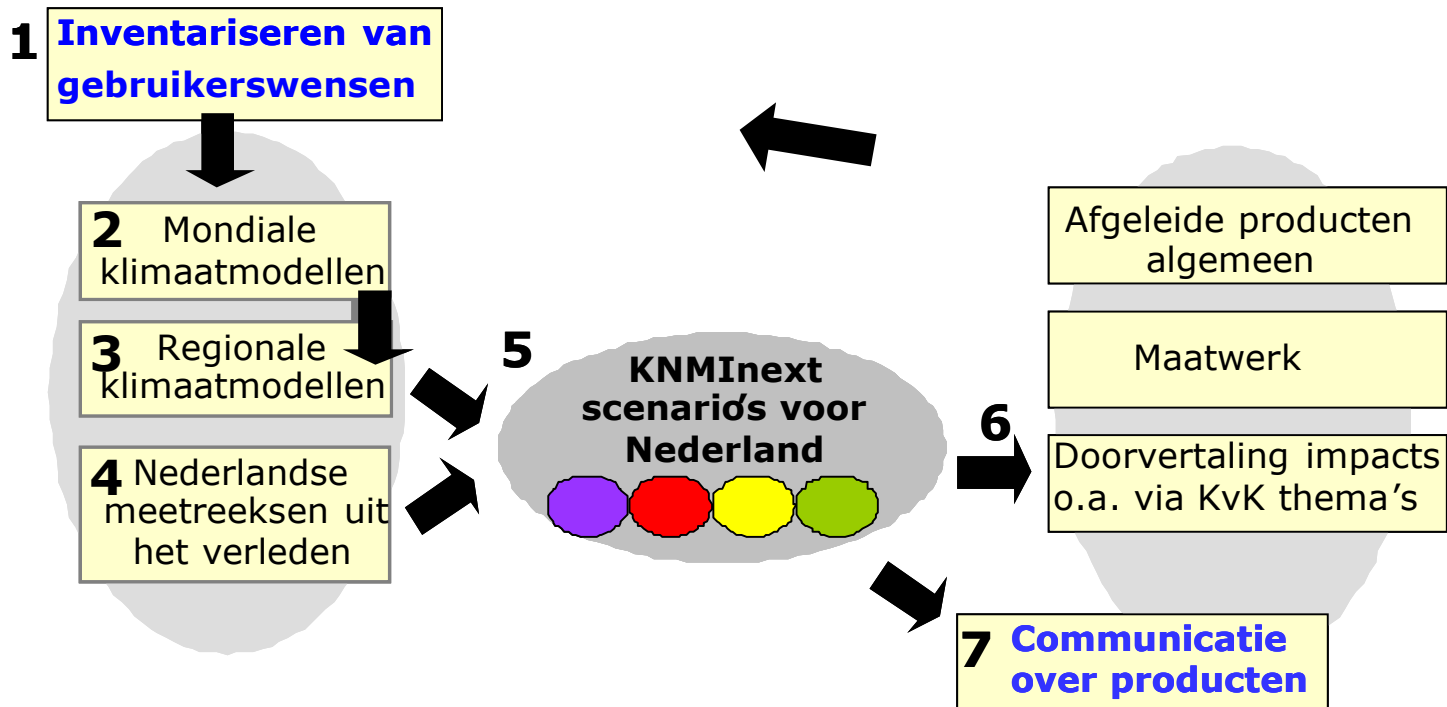 1 Inventariseren van
gebruikerswensen
2 Mondiale
klimaatmodellen
3 Regionale
klimaatmodellen
4 Nederlandse
meetreeksen uit
het verleden
5
KNMInext
scenario's voor
Nederland
6
Afgeleide producten
algemeen
Maatwerk
Doorvertaling impacts
o.a. via KvK thema's
7 Communicatie
over producten